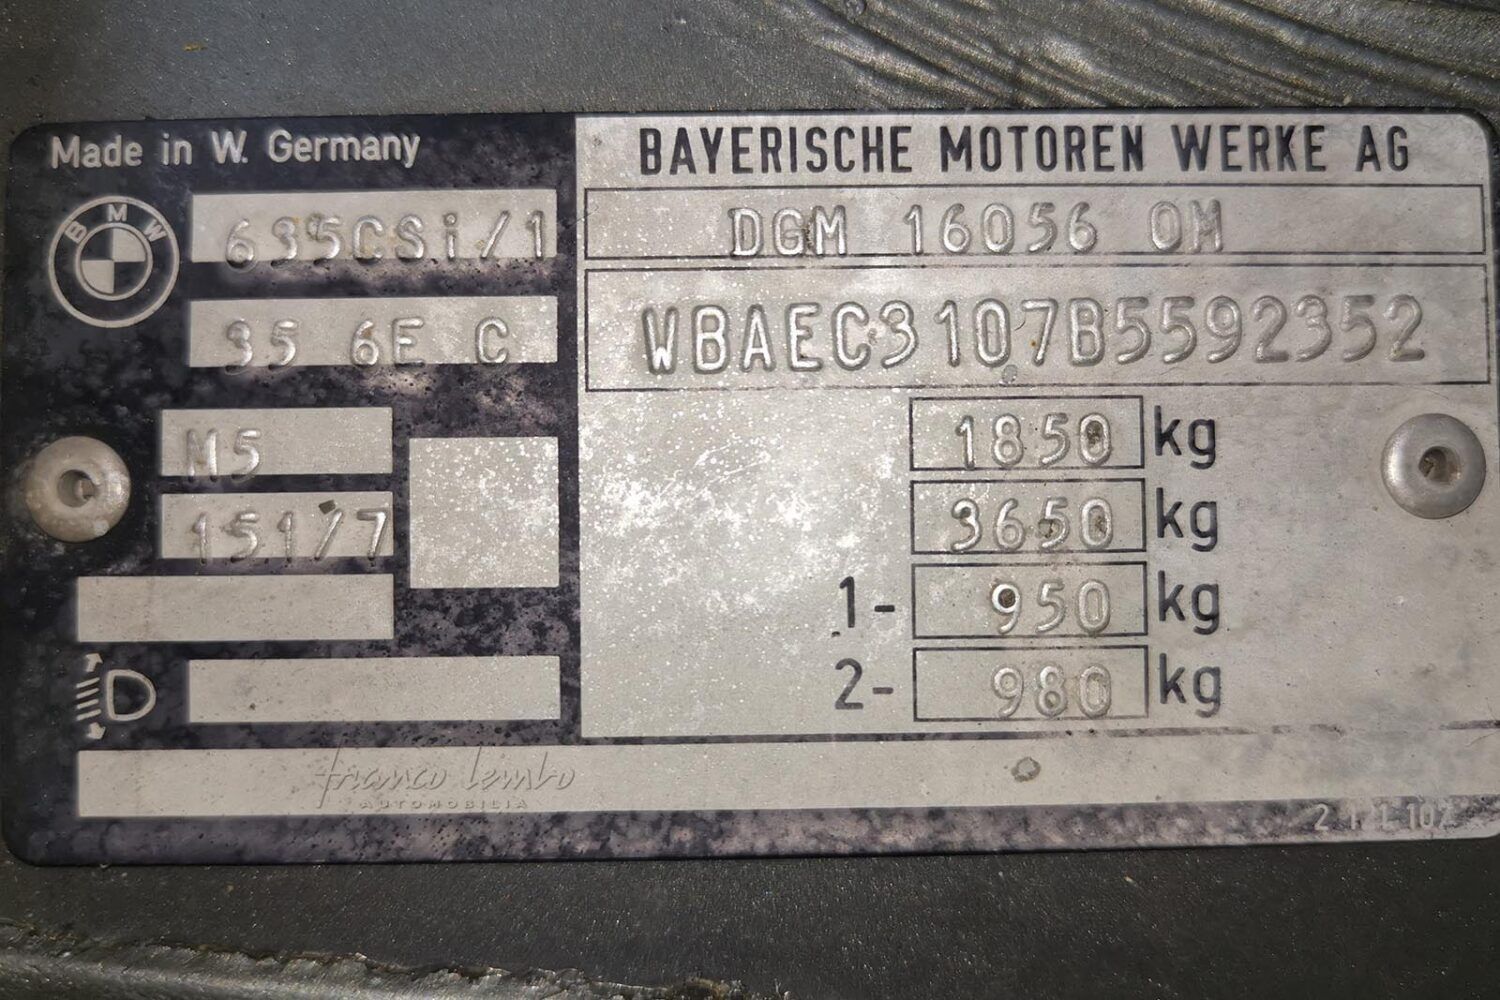 Made in W. Germany
BMW
635CSi/1
35 6E C
M5
151/7
BAYERISCHE MOTOREN WERKE AG
DGM 16056 OM
WBAEC3107B5592352
1850 kg
3650 kg
1- 950 kg
2- 980 kg
franco lembo
AUTOMOBILIA